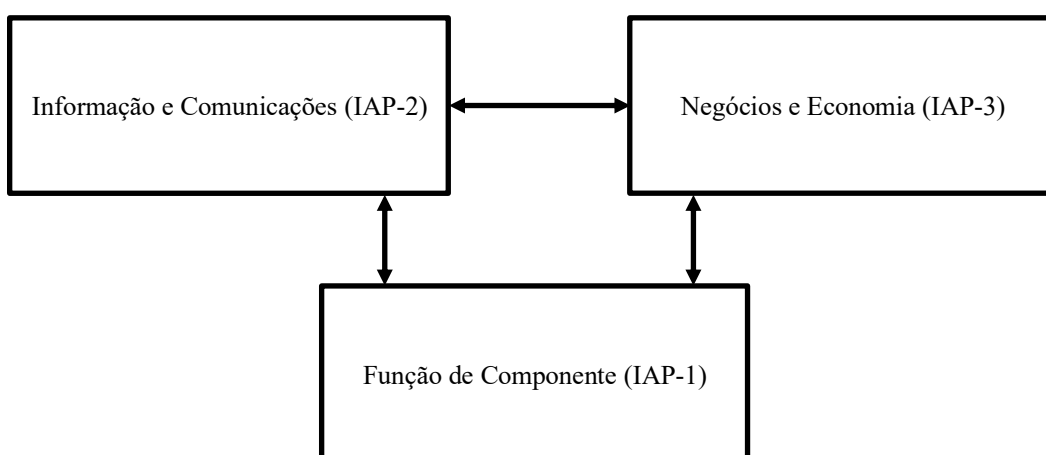 Informação e Comunicações (IAP-2)
Negócios e Economia (IAP-3)
Função de Componente (IAP-1)